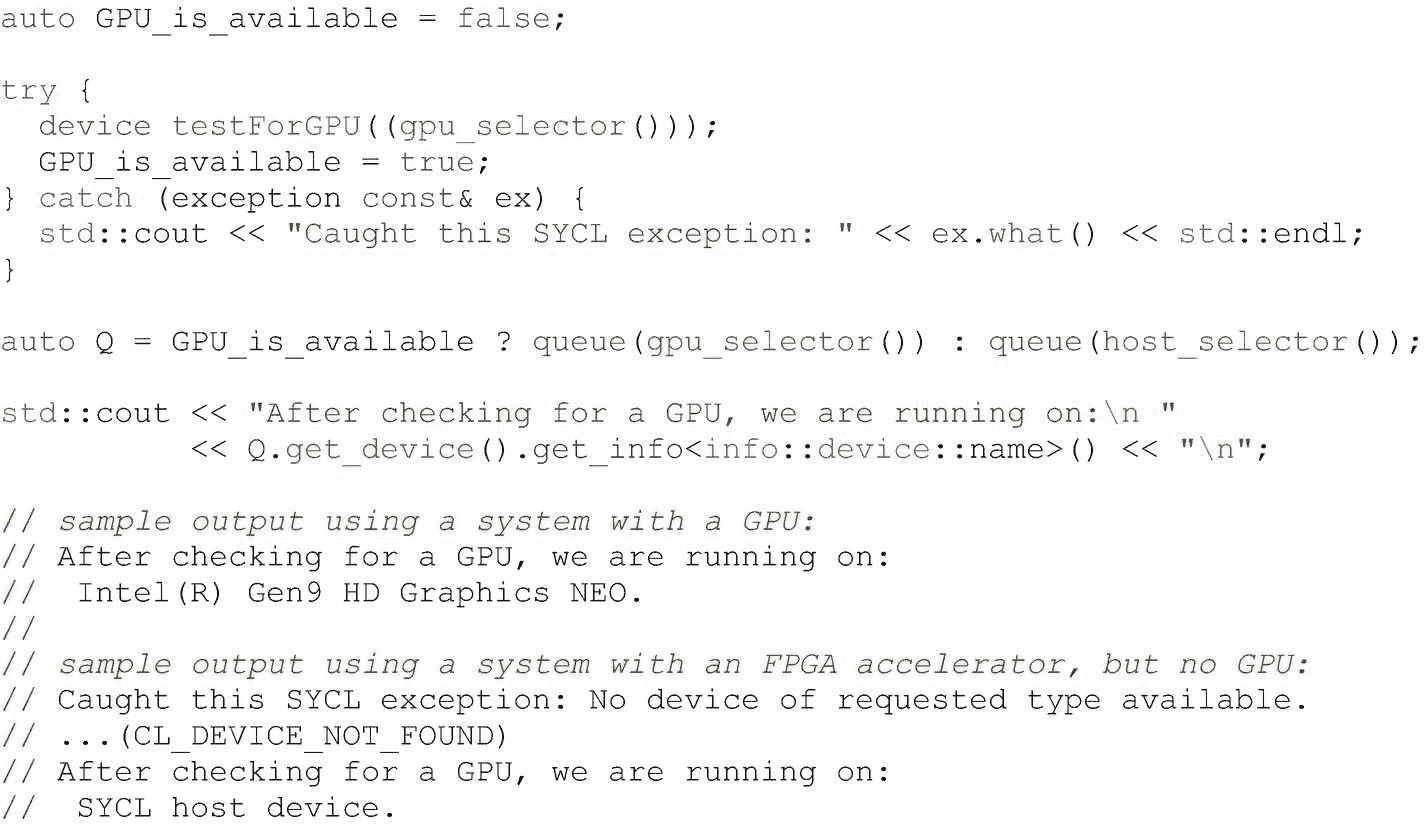 auto GPU_is_available = false;

try {
  device testForGPU((gpu_selector()));
  GPU_is_available = true;
} catch (exception const& ex) {
  std::cout << "Caught this SYCL exception: " << ex.what() << std::endl;
}

auto Q = GPU_is_available ? queue(gpu_selector()) : queue(host_selector());

std::cout << "After checking for a GPU, we are running on:\n "
          << Q.get_device().get_info<info::device::name>() << "\n";

// sample output using a system with a GPU:
// After checking for a GPU, we are running on:
//  Intel(R) Gen9 HD Graphics NEO.
//
// sample output using a system with an FPGA accelerator, but no GPU:
// Caught this SYCL exception: No device of requested type available.
// ...(CL_DEVICE_NOT_FOUND)
// After checking for a GPU, we are running on:
//  SYCL host device.